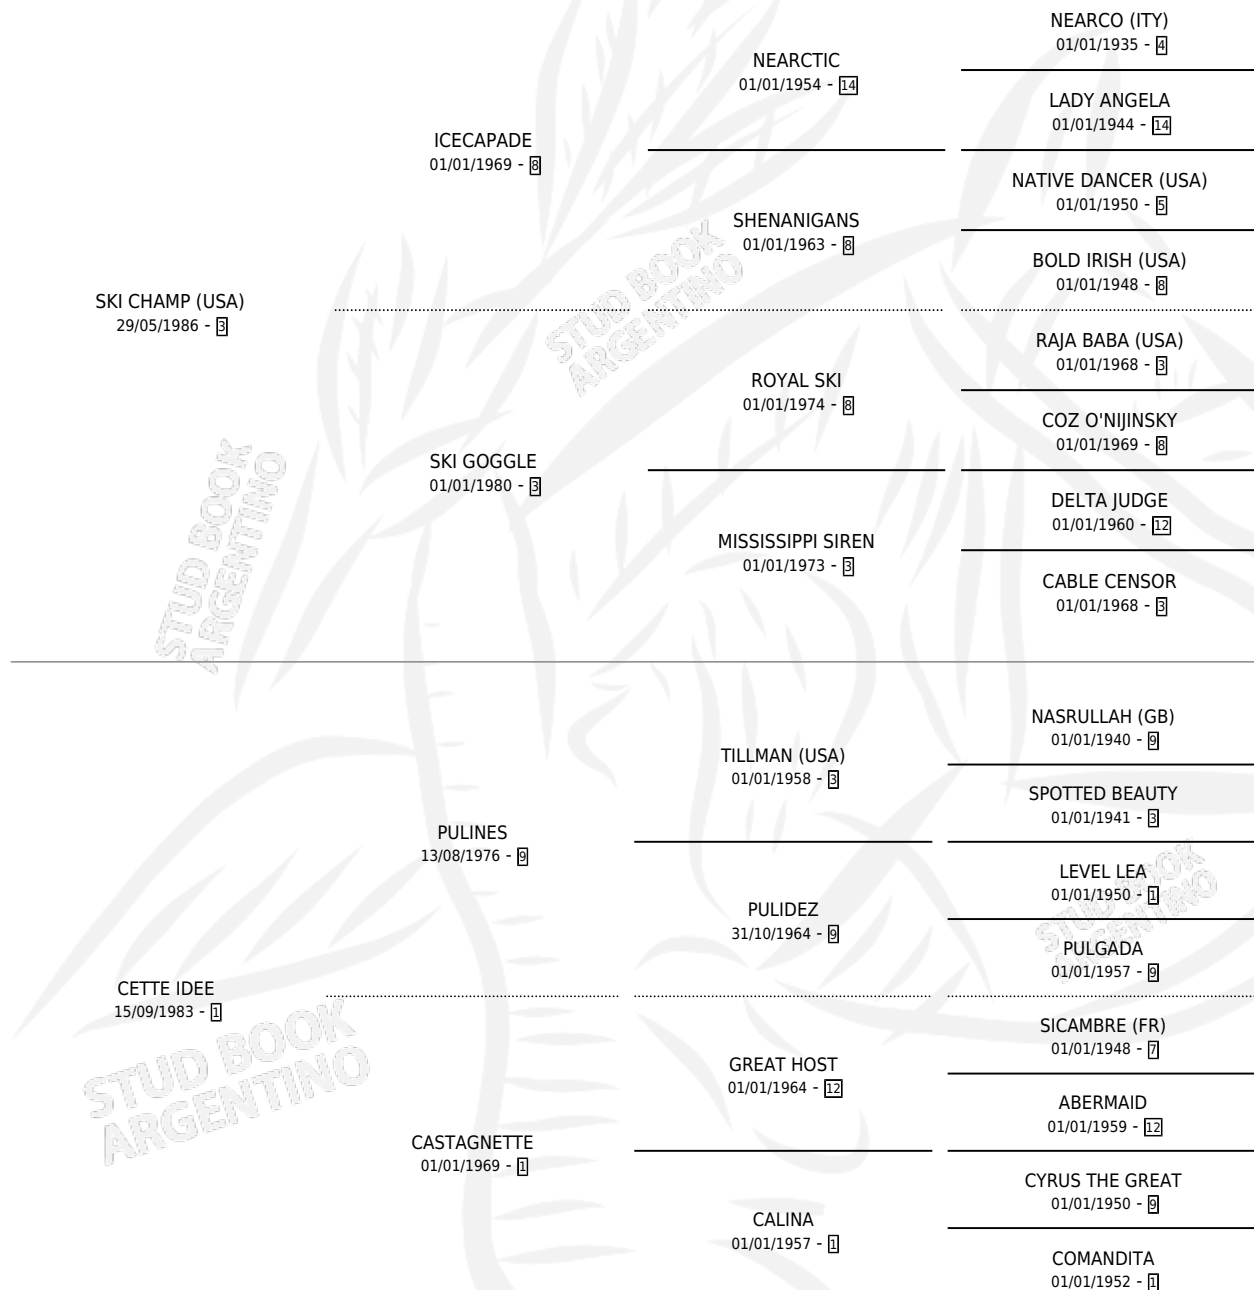 NEARCO (ITY)
01/01/1935 - 4
NEARCTIC
01/01/1954 - 14
LADY ANGELA
01/01/1944 - 14
ICECAPADE
01/01/1969 - 8
NATIVE DANCER (USA)
01/01/1950 - 5
SHENANIGANS
01/01/1963 - 8
BOLD IRISH (USA)
01/01/1948 - 8
SKI CHAMP (USA)
29/05/1986 - 3
RAJA BABA (USA)
01/01/1968 - 3
ROYAL SKI
01/01/1974 - 8
COZ O'NIJINSKY
01/01/1969 - 8
SKI GOGGLE
01/01/1980 - 3
DELTA JUDGE
01/01/1960 - 12
MISSISSIPPI SIREN
01/01/1973 - 3
CABLE CENSOR
01/01/1968 - 3
NASRULLAH (GB)
01/01/1940 - 9
TILLMAN (USA)
01/01/1958 - 3
SPOTTED BEAUTY
01/01/1941 - 3
PULINES
13/08/1976 - 9
LEVEL LEA
01/01/1950 - 1
PULIDEZ
31/10/1964 - 9
PULGADA
01/01/1957 - 9
CETTE IDEE
15/09/1983 - 1
SICAMBRE (FR)
01/01/1948 - 7
GREAT HOST
01/01/1964 - 12
ABERMAID
01/01/1959 - 12
CASTAGNETTE
01/01/1969 - 1
CYRUS THE GREAT
01/01/1950 - 9
CALINA
01/01/1957 - 1
COMANDITA
01/01/1952 - 1
STUD BOOK
ARGENTINO
STUD BOOK
ARGENTINO
STUD BOOK
ARGENTINO
STUD BOOK
ARGENTINO